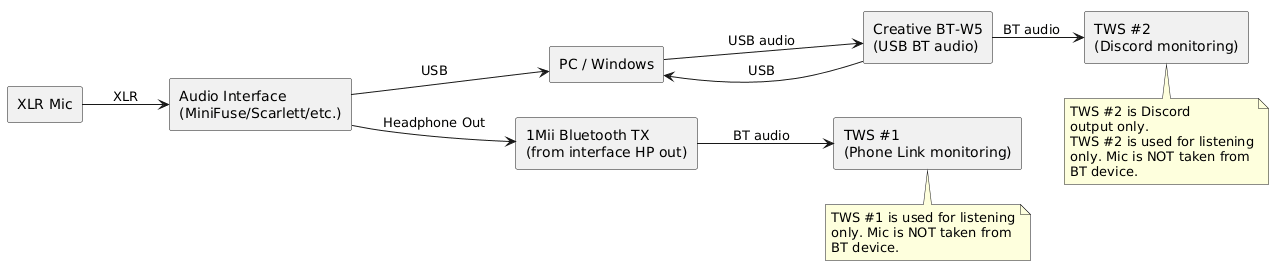 XLR Mic
XLR
Audio Interface
(MiniFuse/Scarlett/etc.)
USB
Headphone Out
PC / Windows
USB audio
USB
Creative BT-W5
(USB BT audio)
BT audio
TWS #2
(Discord monitoring)
TWS #2 is Discord
output only.
TWS #2 is used for listening
only. Mic is NOT taken from
BT device.
1Mii Bluetooth TX
(from interface HP out)
BT audio
TWS #1
(Phone Link monitoring)
TWS #1 is used for listening
only. Mic is NOT taken from
BT device.